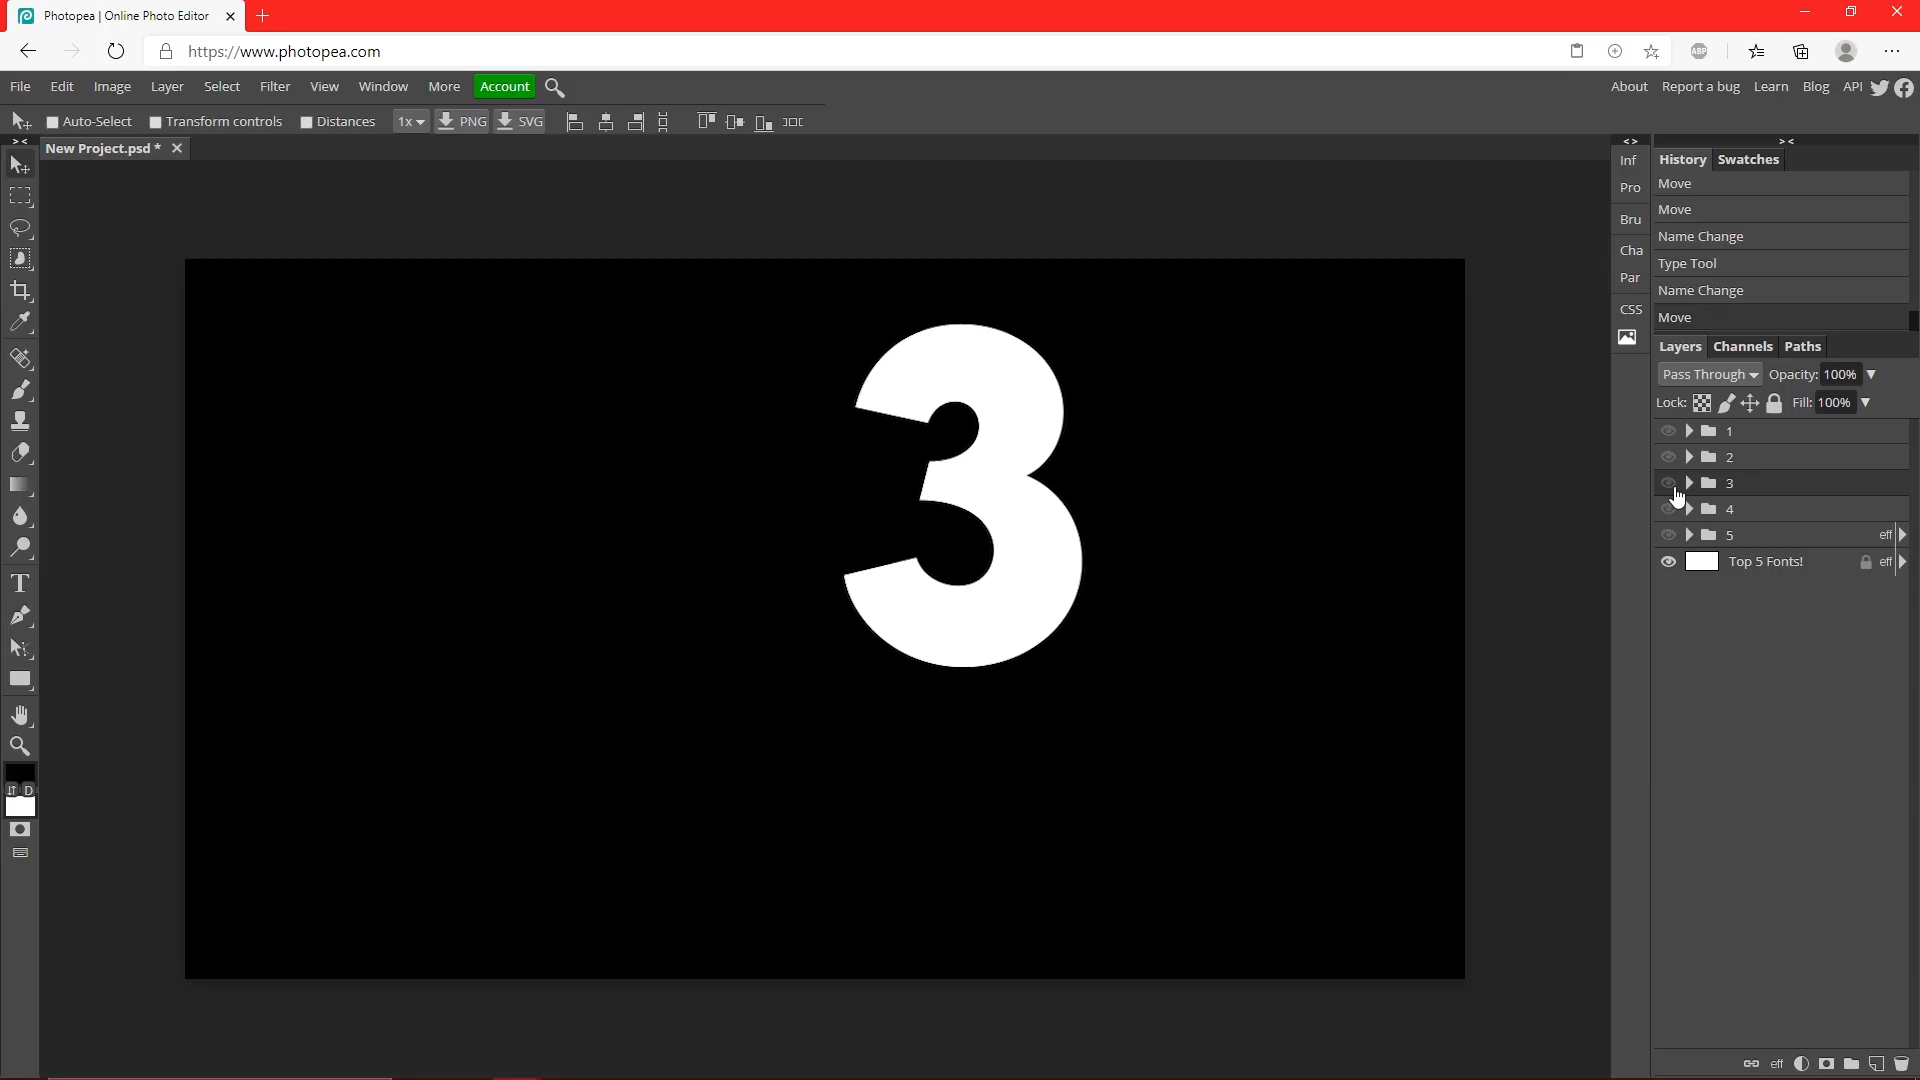 Photopea | Online Photo Editor
https://www.photopea.com
ABP
File Edit Image Layer Select Filter View Window More Account
About Report a bug Learn Blog API
Auto-Select Transform controls Distances 1x PNG SVG
New Project.psd *
Inf
Pro
Bru
Cha
Par
CSS
History Swatches
Move
Move
Name Change
Type Tool
Name Change
Move
Layers Channels Paths
Pass Through Opacity: 100%
Lock: Fill: 100%
1
2
3
4
5 eff
Top 5 Fonts! eff
3
D
eff